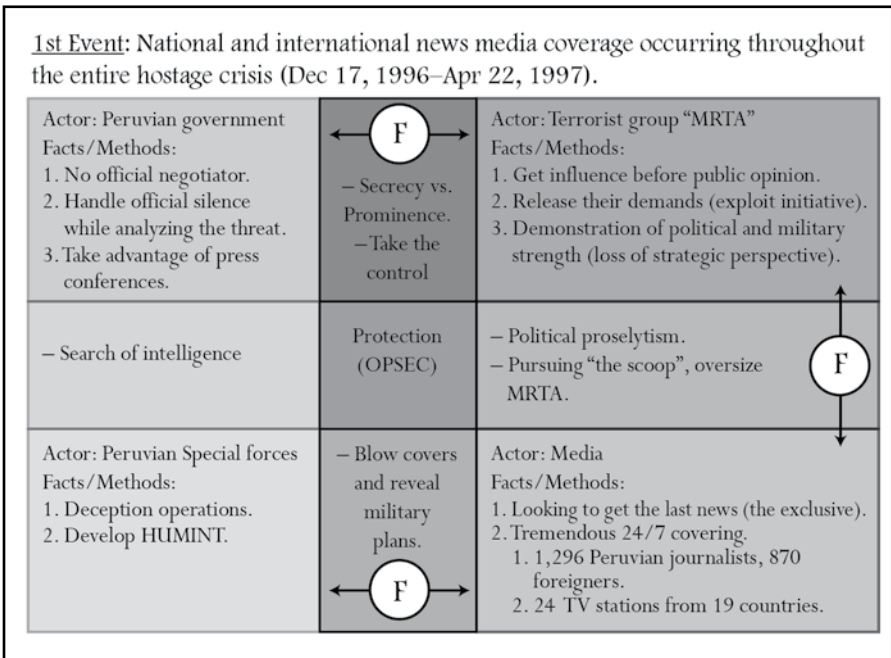 1st Event: National and international news media coverage occurring throughout
the entire hostage crisis (Dec 17, 1996–Apr 22, 1997).
Actor: Peruvian government
Facts/Methods:
1. No official negotiator.
2. Handle official silence
while analyzing the threat.
3. Take advantage of press
conferences.
F
– Secrecy vs.
Prominence.
–Take the
control
Actor: Terrorist group “MRTA”
Facts/Methods:
1. Get influence before public opinion.
2. Release their demands (exploit initiative).
3. Demonstration of political and military
strength (loss of strategic perspective).
– Search of intelligence
Protection
(OPSEC)
– Political proselytism.
– Pursuing “the scoop”, oversize
MRTA.
F
Actor: Peruvian Special forces
Facts/Methods:
1. Deception operations.
2. Develop HUMINT.
– Blow covers
and reveal
military
plans.
F
Actor: Media
Facts/Methods:
1. Looking to get the last news (the exclusive).
2. Tremendous 24/7 covering.
1. 1,296 Peruvian journalists, 870
foreigners.
2. 24 TV stations from 19 countries.